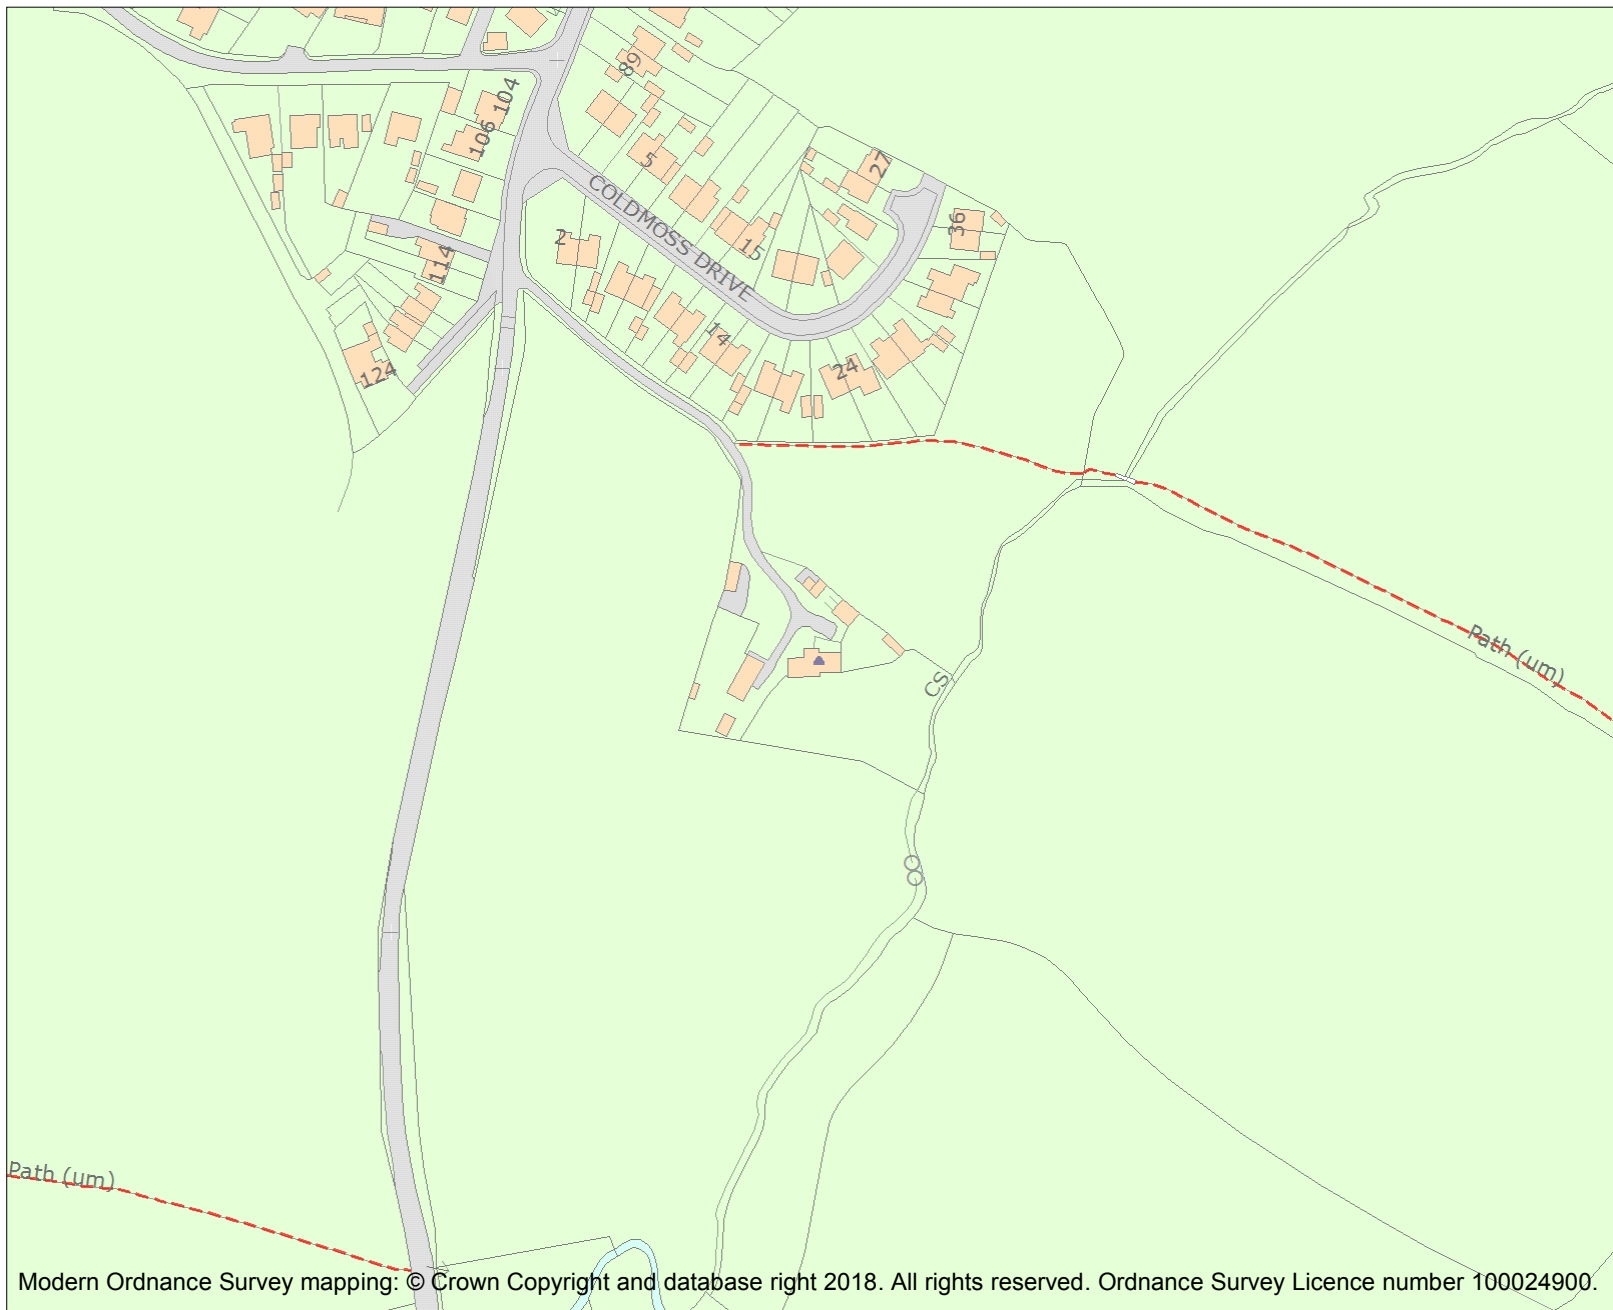 89
104
106
5
27
COLDMOSS DRIVE
36
2
15
114
14
24
124
Path (um)
CS
Path (um)
Modern Ordnance Survey mapping: © Crown Copyright and database right 2018. All rights reserved. Ordnance Survey Licence number 100024900.